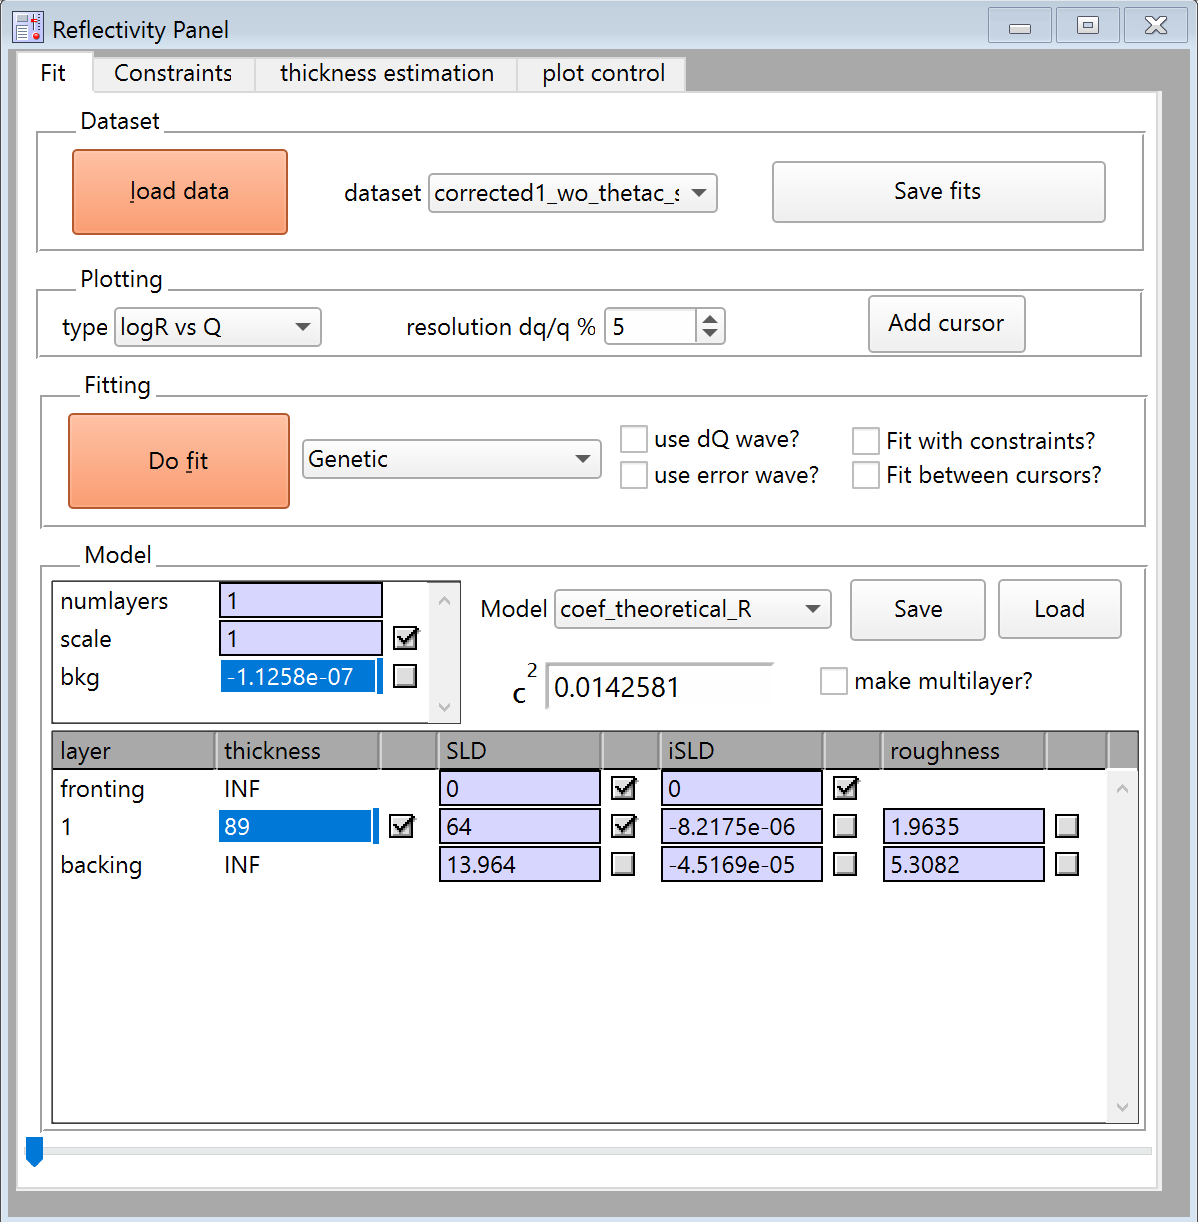 Reflectivity Panel
Fit Constraints thickness estimation plot control
Dataset
load data dataset corrected1_wo_thetac_s Save fits
Plotting
type logR vs Q resolution dq/q % 5 Add cursor
Fitting
Do fit Genetic use dQ wave? Fit with constraints?
use error wave? Fit between cursors?
Model
numlayers 1 Model coef_theoretical_R Save Load
scale 1
bkg -1.1258e-07 c2 0.0142581 make multilayer?
layer thickness SLD iSLD roughness
fronting INF 0 0
1 89 64 -8.2175e-06 1.9635
backing INF 13.964 -4.5169e-05 5.3082